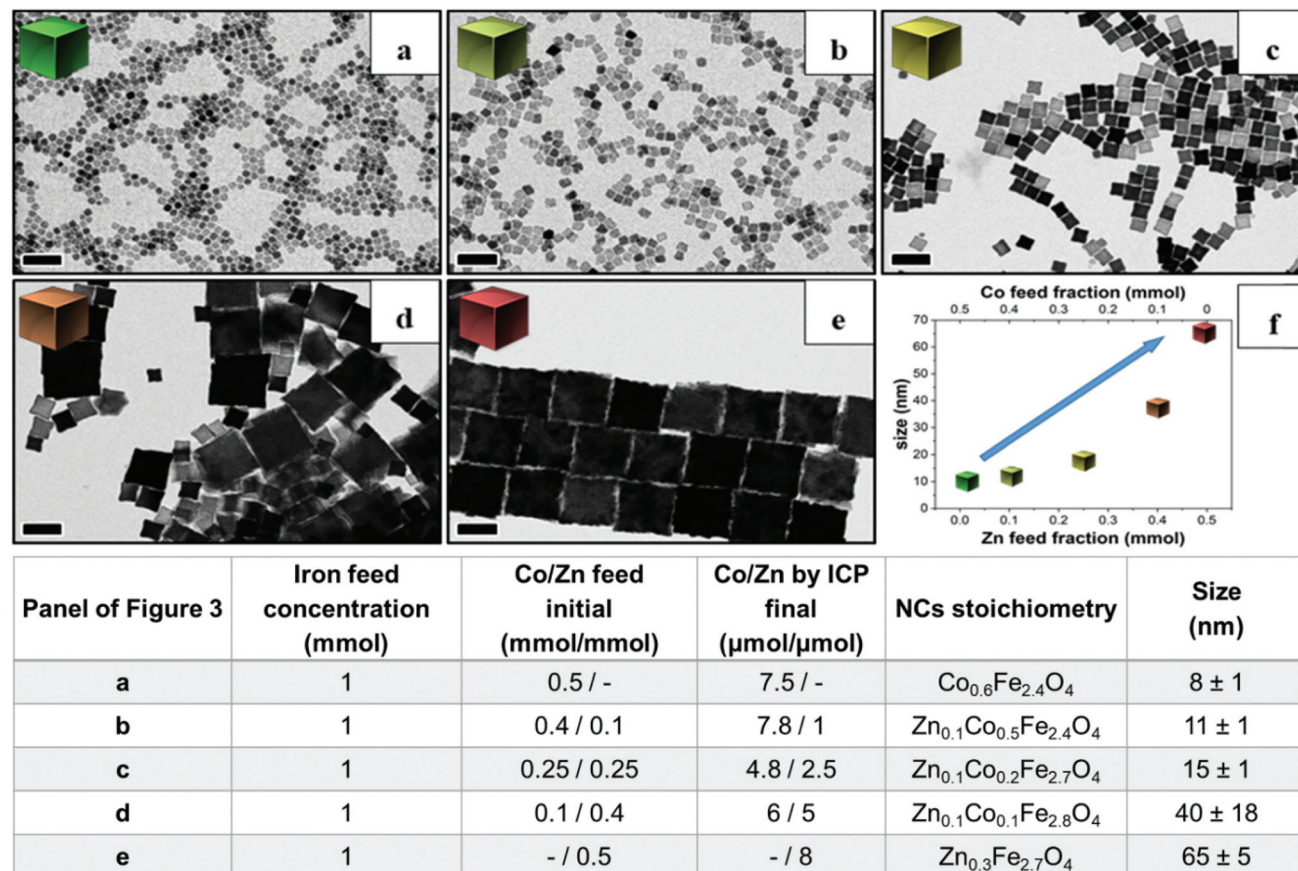 a
b
c
d
e
f
Co feed fraction (mmol)
0.5 0.4 0.3 0.2 0.1 0
70
60
50
40
30
20
10
0
size (nm)
0.0 0.1 0.2 0.3 0.4 0.5
Zn feed fraction (mmol)
Panel of Figure 3 | Iron feed concentration (mmol) | Co/Zn feed initial (mmol/mmol) | Co/Zn by ICP final (µmol/µmol) | NCs stoichiometry | Size (nm)
a 1 0.5 / - 7.5 / - Co₀.₆Fe₂.₄O₄ 8 ± 1
b 1 0.4 / 0.1 7.8 / 1 Zn₀.₁Co₀.₅Fe₂.₄O₄ 11 ± 1
c 1 0.25 / 0.25 4.8 / 2.5 Zn₀.₁Co₀.₂Fe₂.₇O₄ 15 ± 1
d 1 0.1 / 0.4 6 / 5 Zn₀.₁Co₀.₁Fe₂.₈O₄ 40 ± 18
e 1 - / 0.5 - / 8 Zn₀.₃Fe₂.₇O₄ 65 ± 5